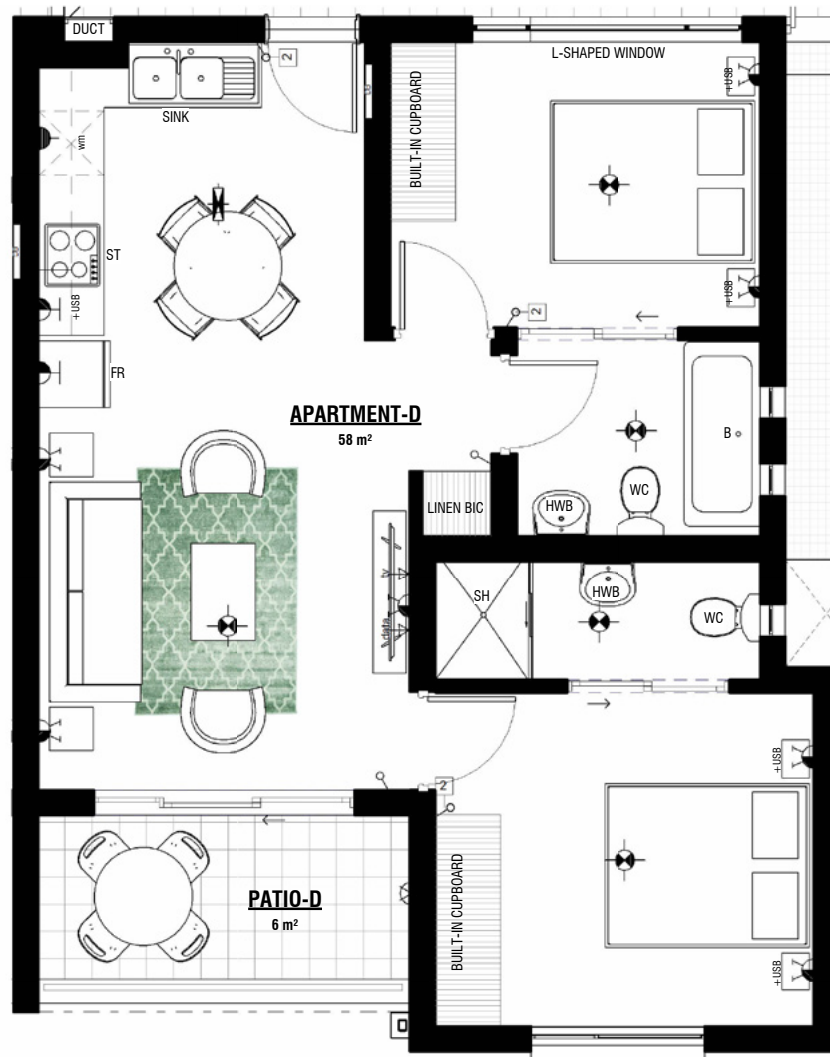 DUCT
2
L-SHAPED WINDOW
+USB
SINK
BUILT-IN CUPBOARD
wm
ST
+USB
+USB
2
FR
APARTMENT-D
58 m²
B
WC
HWB
LINEN BIC
tv
SH
HWB
WC
data
+USB
2
BUILT-IN CUPBOARD
PATIO-D
6 m²
+USB